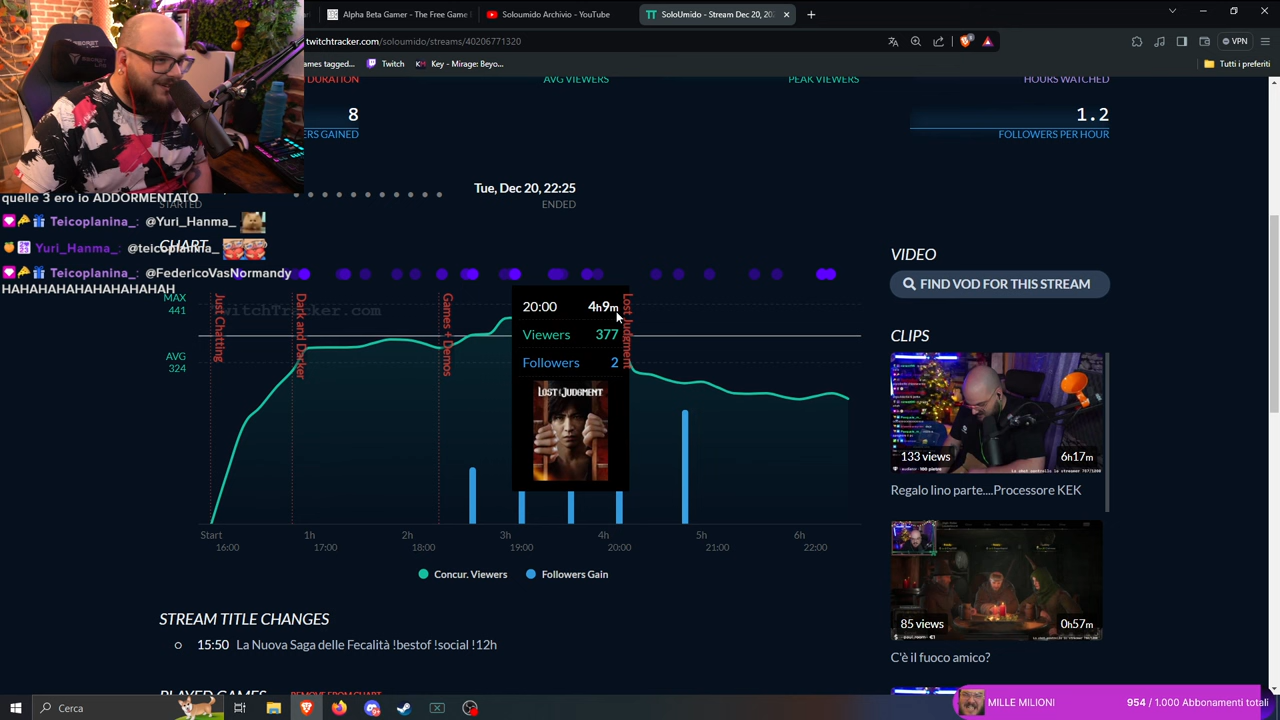 Alpha Beta Gamer - The Free Gam
Soloumido Archivio - YouTube
SoloUmido - Stream Dec 20, 20
twitchtracker.com/soloumido/streams/40206771320
VPN
ames tagged...
Twitch
KM Key - Mirage: Beyo...
Tutti i preferiti
DURATION
AVG VIEWERS
PEAK VIEWERS
HOURS WATCHED
8
1.2
ERS GAINED
FOLLOWERS PER HOUR
Tue, Dec 20, 22:25
STARTED
ENDED
quelle 3 ero io ADDORMENTATO
Teicoplanina_: @Yuri_Hanma_
Yuri_Hanma_: @teicoplanina_
Teicoplanina_: @FedericoVasNormandy
HAHAHAHAHAHAHAHAHAH
CHART
MAX
441
AVG
324
TwitchTracker.com
Just Chatting
Dark and Darker
Games + Demos
Lost Judgment
20:00 4h9m
Viewers 377
Followers 2
LOST JUDGMENT
Start 1h 2h 3h 4h 5h 6h
16:00 17:00 18:00 19:00 20:00 21:00 22:00
Concur. Viewers
Followers Gain
VIDEO
FIND VOD FOR THIS STREAM
CLIPS
133 views
6h17m
Regalo lino parte....Processore KEK
85 views
0h57m
C'è il fuoco amico?
STREAM TITLE CHANGES
15:50 La Nuova Saga delle Fecalità !bestof !social !12h
PLAYED GAMES
REMOVE FROM CHART
Cerca
MILLE MILIONI
954 / 1.000 Abbonamenti totali